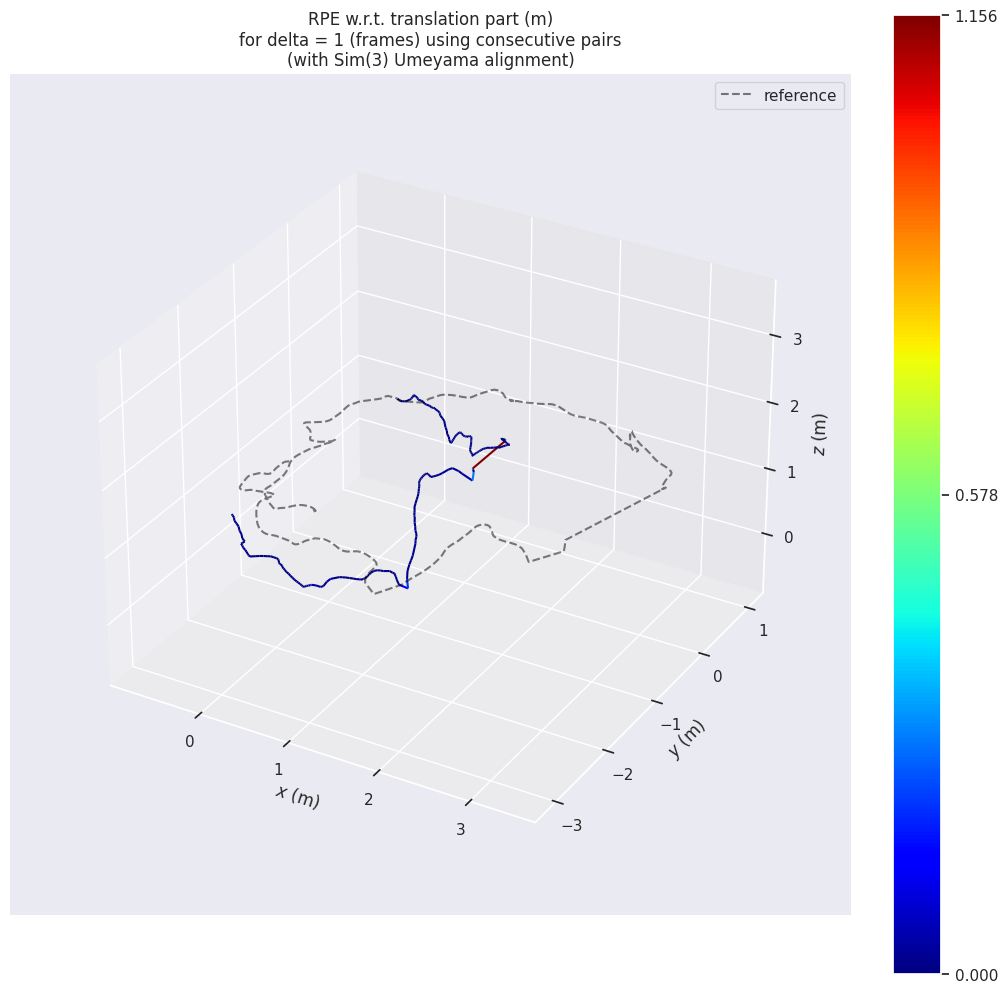 RPE w.r.t. translation part (m)
for delta = 1 (frames) using consecutive pairs
(with Sim(3) Umeyama alignment)
reference
1.156
0.578
0.000
3
2
1
0
z (m)
1
0
−1
−2
−3
y (m)
0
1
2
3
x (m)